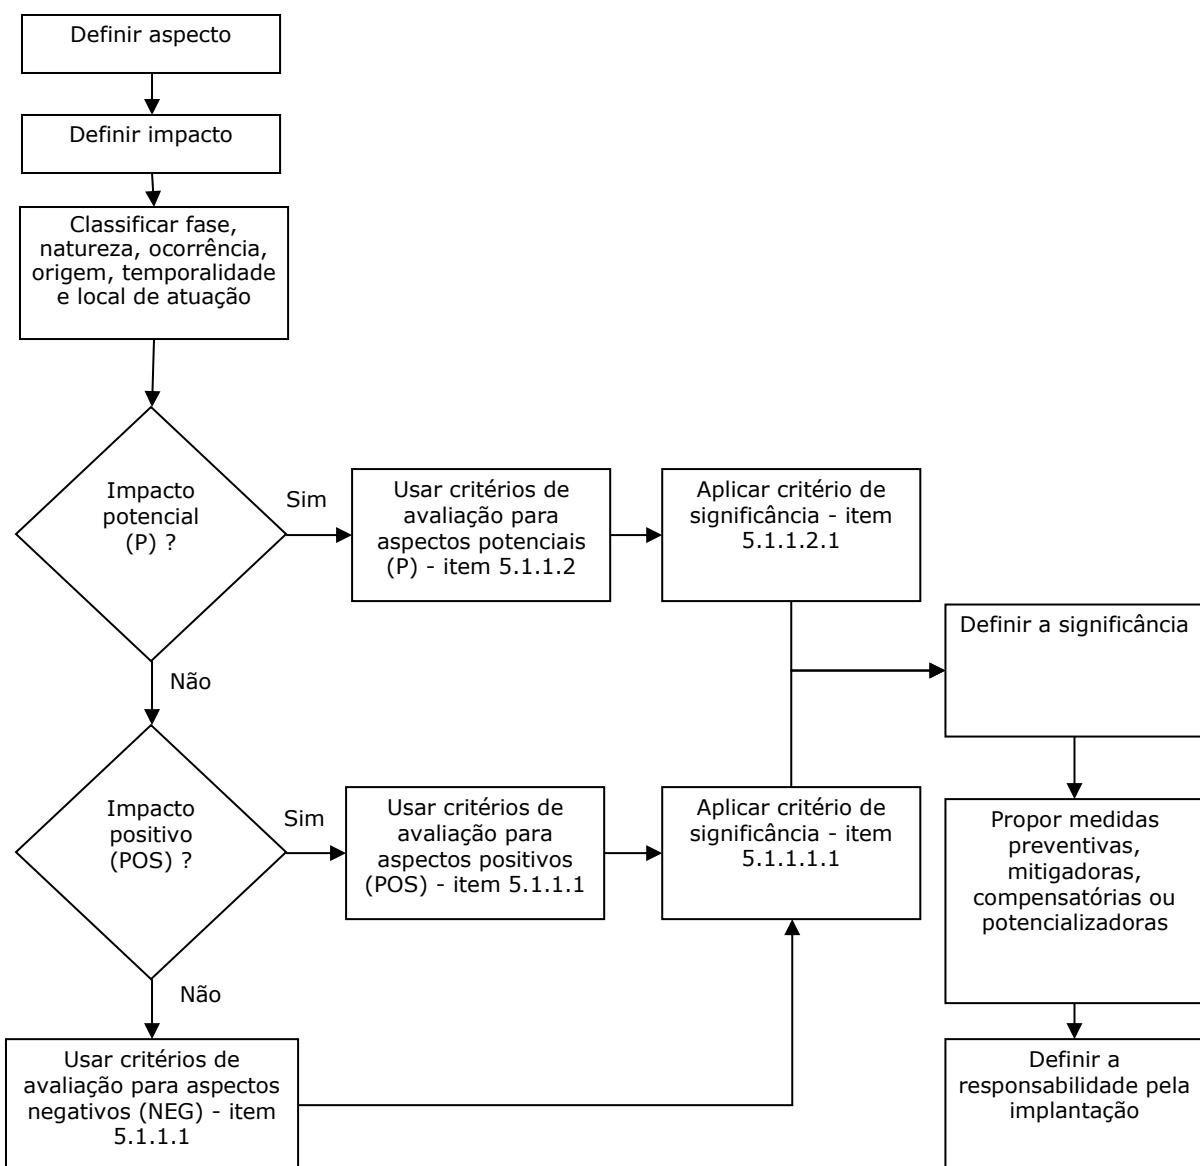 Definir aspecto
Definir impacto
Classificar fase,
natureza, ocorrência,
origem, temporalidade
e local de atuação
Impacto
potencial
(P) ?
Sim
Usar critérios de
avaliação para
aspectos potenciais
(P) - item 5.1.1.2
Aplicar critério de
significância - item
5.1.1.2.1
Definir a significância
Não
Impacto
positivo
(POS) ?
Sim
Usar critérios de
avaliação para
aspectos positivos
(POS) - item 5.1.1.1
Aplicar critério de
significância - item
5.1.1.1.1
Propor medidas
preventivas,
mitigadoras,
compensatórias ou
potencializadoras
Não
Usar critérios de
avaliação para aspectos
negativos (NEG) - item
5.1.1.1
Definir a
responsabilidade pela
implantação